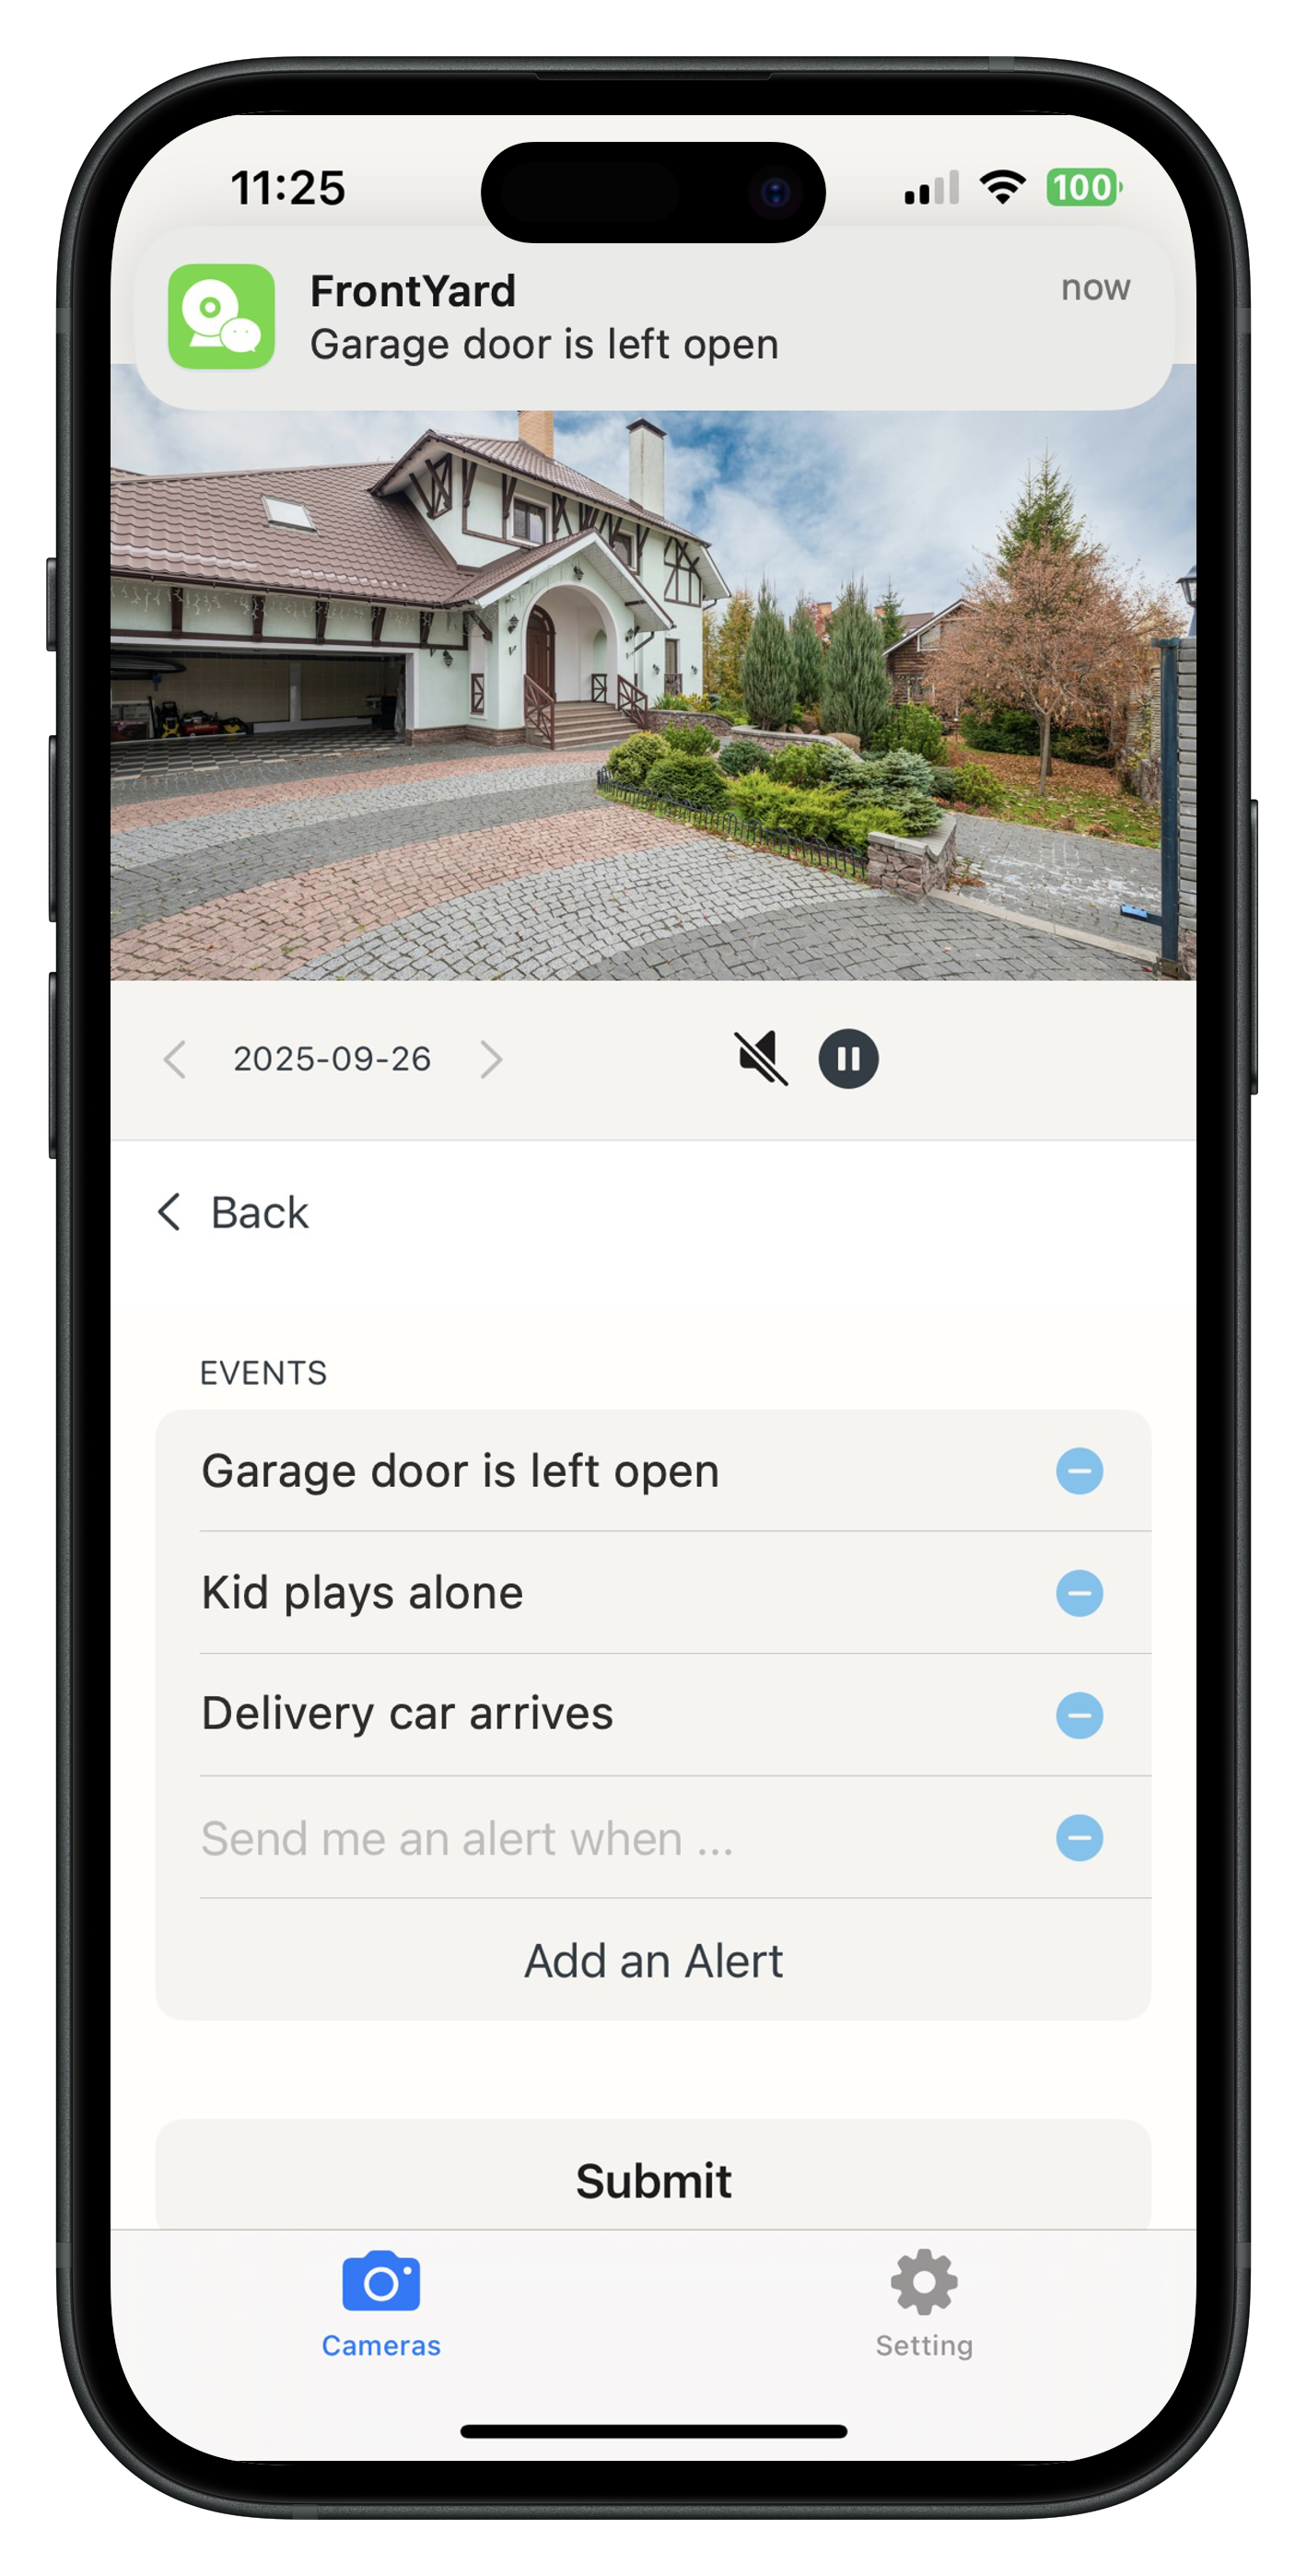 11:25
100
FrontYard
now
Garage door is left open
2025-09-26
Back
EVENTS
Garage door is left open
Kid plays alone
Delivery car arrives
Send me an alert when ...
Add an Alert
Submit
Cameras
Setting